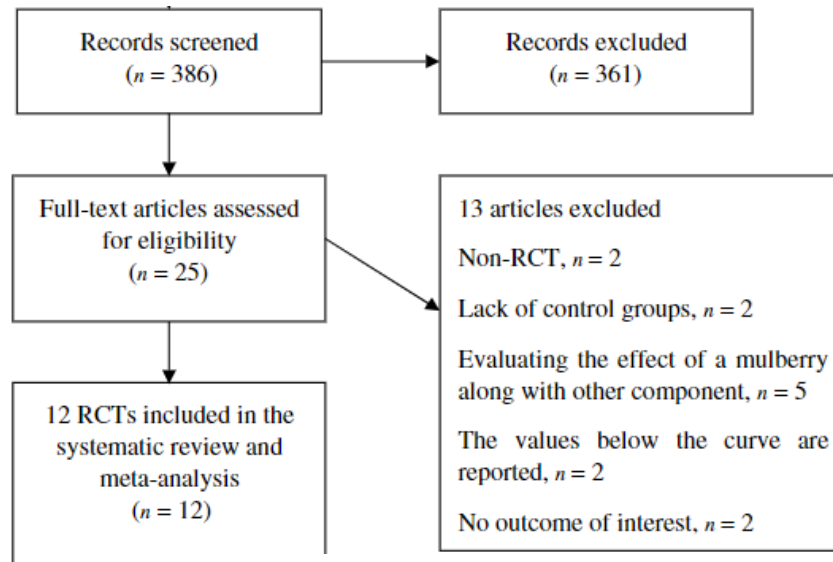 Records screened
(n = 386)
Records excluded
(n = 361)
Full-text articles assessed
for eligibility
(n = 25)
13 articles excluded
Non-RCT, n = 2
Lack of control groups, n = 2
Evaluating the effect of a mulberry
along with other component, n = 5
The values below the curve are
reported, n = 2
No outcome of interest, n = 2
12 RCTs included in the
systematic review and
meta-analysis
(n = 12)